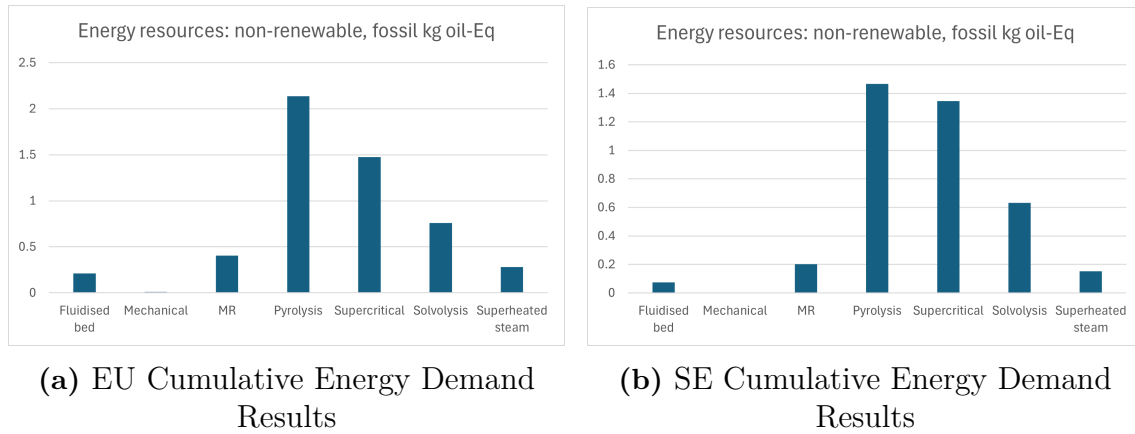 Energy resources: non-renewable, fossil kg oil-Eq
2.5
2
1.5
1
0.5
0
Fluidised bed
Mechanical
MR
Pyrolysis
Supercritical
Solvolysis
Superheated steam
(a) EU Cumulative Energy Demand
Results
Energy resources: non-renewable, fossil kg oil-Eq
1.6
1.4
1.2
1
0.8
0.6
0.4
0.2
0
Fluidised bed
Mechanical
MR
Pyrolysis
Supercritical
Solvolysis
Superheated steam
(b) SE Cumulative Energy Demand
Results